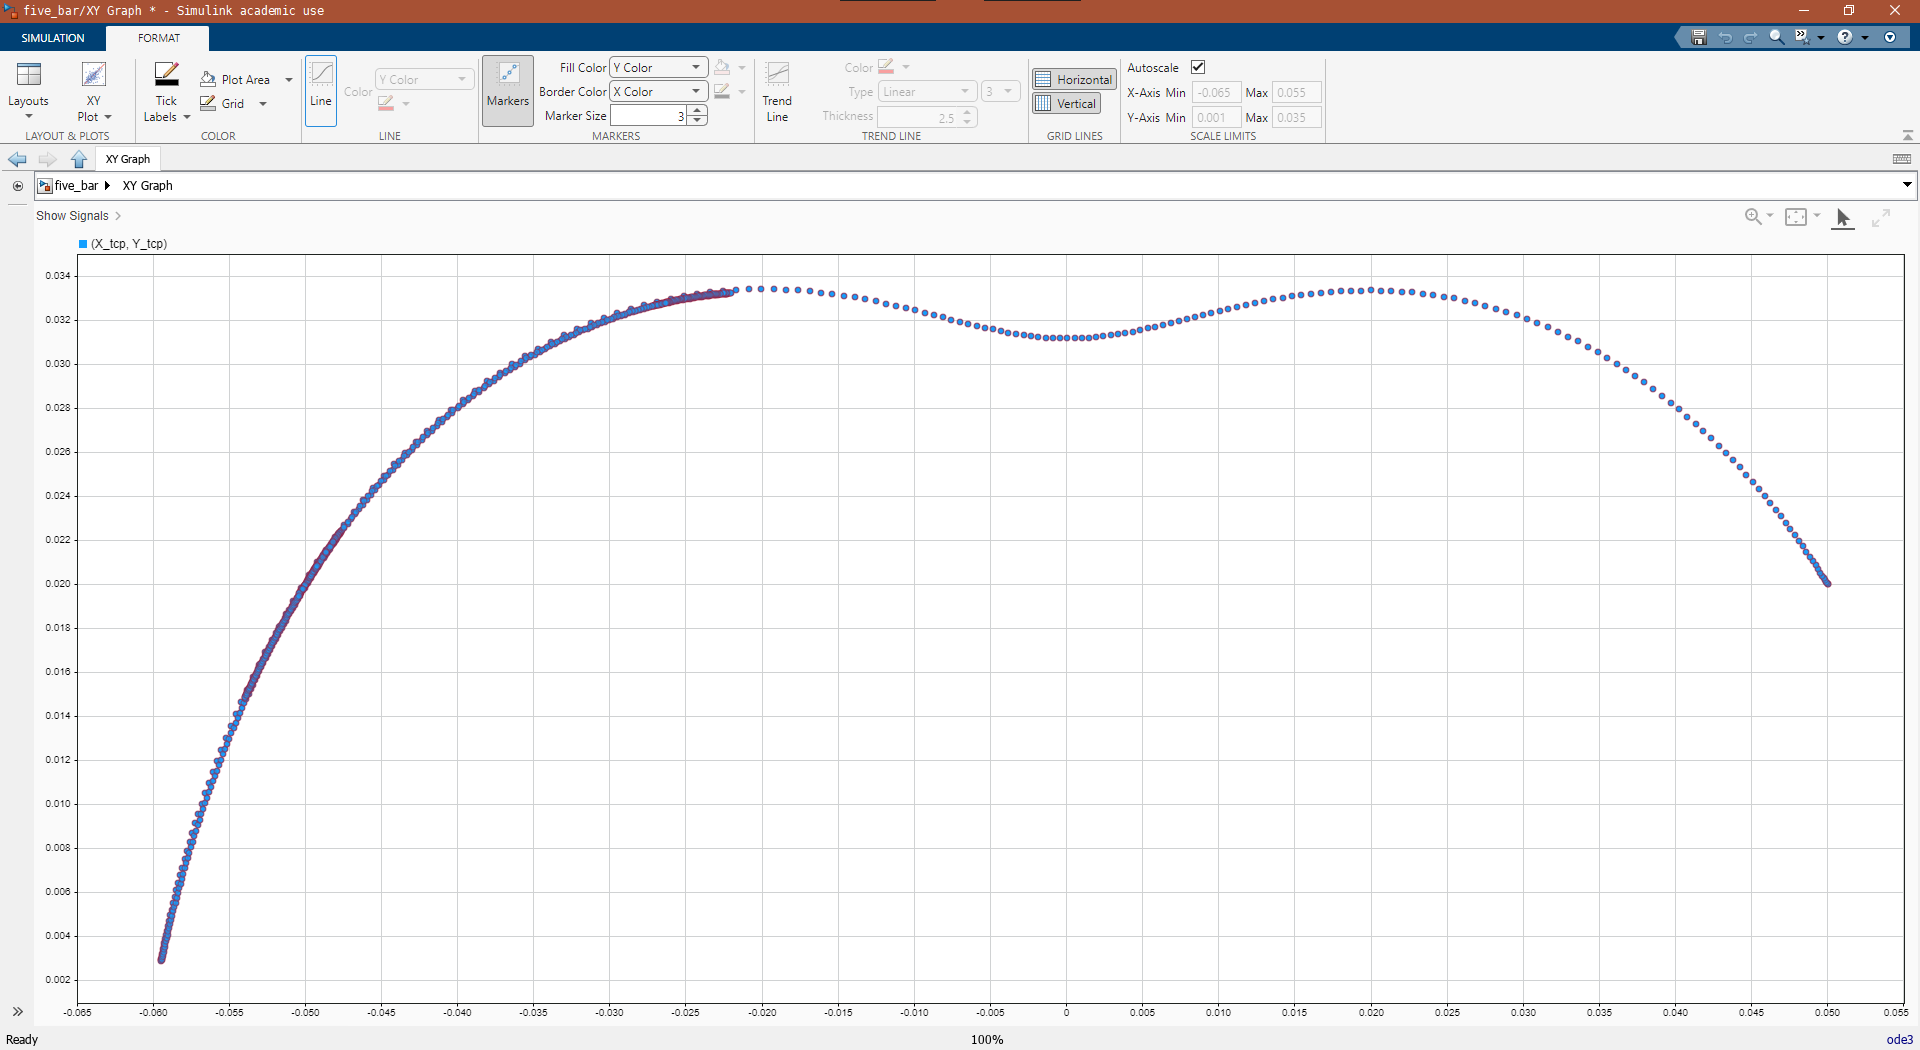 five_bar/XY Graph * - Simulink academic use
SIMULATION
FORMAT
Layouts
XY Plot
LAYOUT & PLOTS
Tick Labels
Plot Area
Grid
COLOR
Line
Color
Y Color
LINE
Markers
Fill Color
Y Color
Border Color
X Color
Marker Size
3
MARKERS
Trend Line
Color
Type
Linear
3
Thickness
2.5
TREND LINE
Horizontal
Vertical
GRID LINES
Autoscale
X-Axis Min
-0.065
Max
0.055
Y-Axis Min
0.001
Max
0.035
SCALE LIMITS
XY Graph
five_bar
XY Graph
Show Signals
(X_tcp, Y_tcp)
0.034
0.032
0.030
0.028
0.026
0.024
0.022
0.020
0.018
0.016
0.014
0.012
0.010
0.008
0.006
0.004
0.002
-0.065 -0.060 -0.055 -0.050 -0.045 -0.040 -0.035 -0.030 -0.025 -0.020 -0.015 -0.010 -0.005 0 0.005 0.010 0.015 0.020 0.025 0.030 0.035 0.040 0.045 0.050 0.055
Ready
100%
ode3